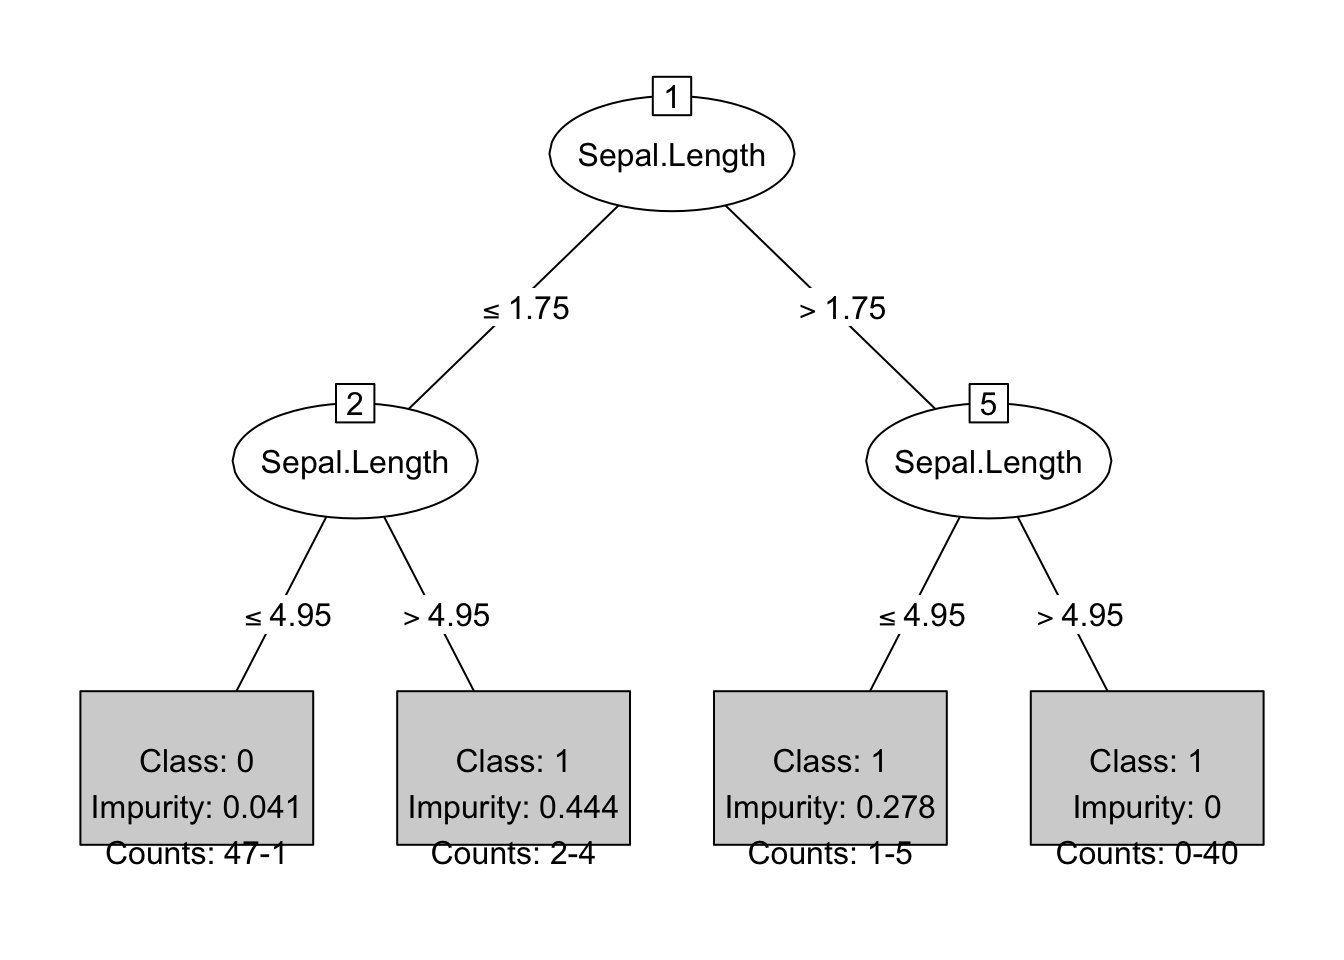 1
Sepal.Length
≤ 1.75
> 1.75
2
Sepal.Length
5
Sepal.Length
≤ 4.95
> 4.95
≤ 4.95
> 4.95
Class: 0
Impurity: 0.041
Counts: 47-1
Class: 1
Impurity: 0.444
Counts: 2-4
Class: 1
Impurity: 0.278
Counts: 1-5
Class: 1
Impurity: 0
Counts: 0-40